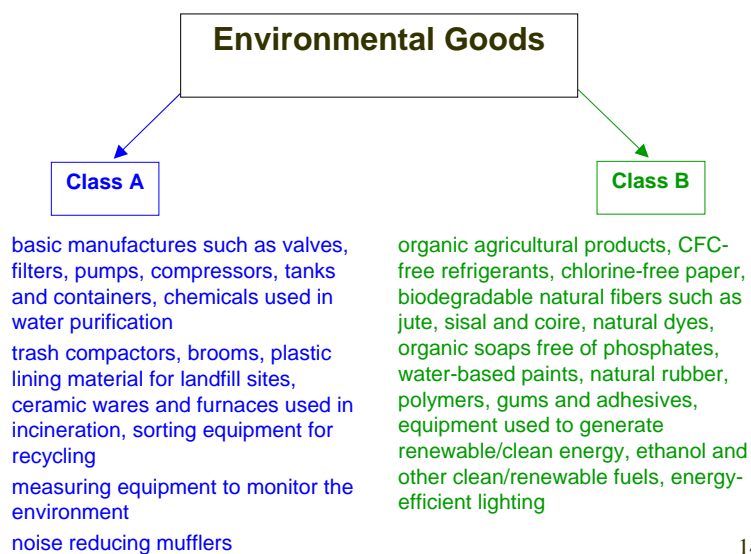 Environmental Goods
Class A
basic manufactures such as valves,
filters, pumps, compressors, tanks
and containers, chemicals used in
water purification
trash compactors, brooms, plastic
lining material for landfill sites,
ceramic wares and furnaces used in
incineration, sorting equipment for
recycling
measuring equipment to monitor the
environment
noise reducing mufflers
Class B
organic agricultural products, CFC-
free refrigerants, chlorine-free paper,
biodegradable natural fibers such as
jute, sisal and coire, natural dyes,
organic soaps free of phosphates,
water-based paints, natural rubber,
polymers, gums and adhesives,
equipment used to generate
renewable/clean energy, ethanol and
other clean/renewable fuels, energy-
efficient lighting